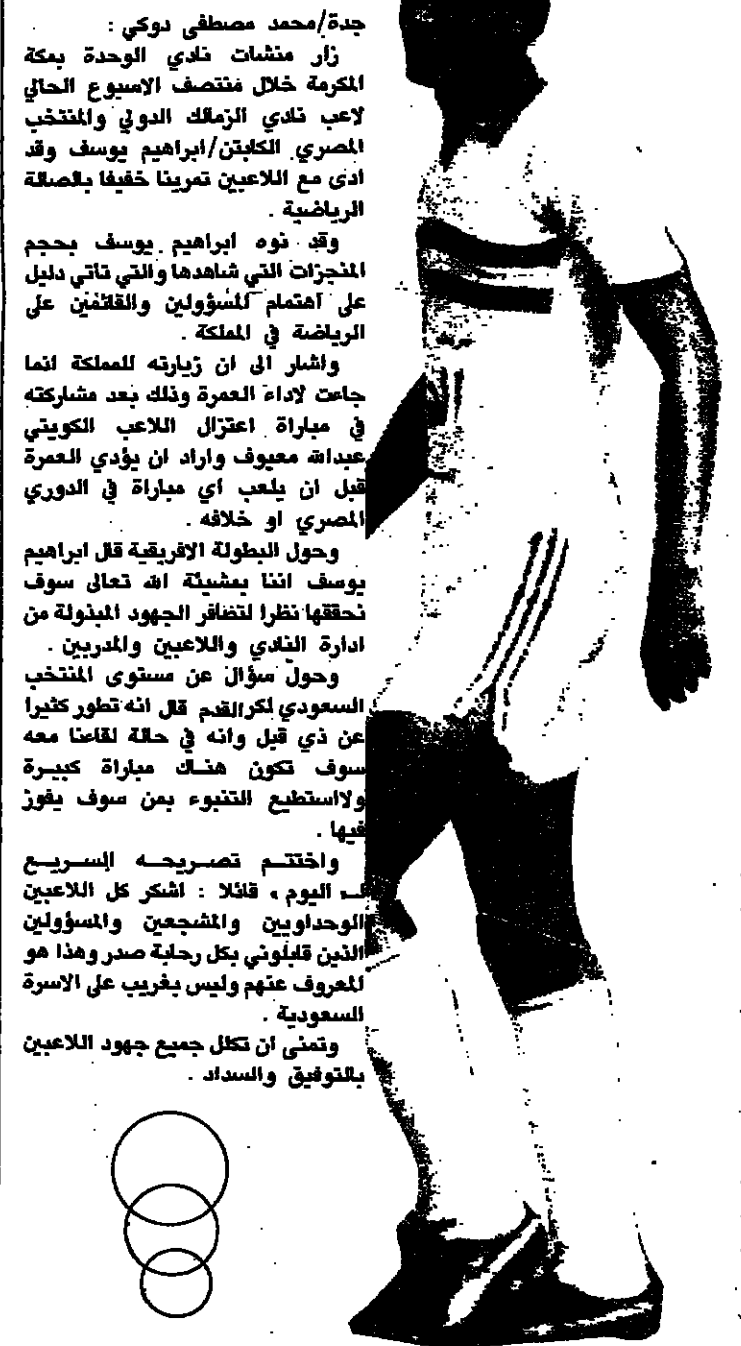 جدة/محمد مصطفى دوكي :
زار منشات نادي الوحدة بمكة
المكرمة خلال منتصف الاسبوع الحالي
لاعب نادي الزمالك الدولي والمنتخب
المصري الكابتن/ابراهيم يوسف وقد
ادى مع اللاعبين تمرينا خفيفا بالصالة
الرياضية .
وقد نوه ابراهيم يوسف بحجم
المنجزات التي شاهدها والتي تاتي دليل
على اهتمام المسؤولين والقائمين على
الرياضة في المملكة .
واشار الى ان زيارته للمملكة انما
جاءت لاداء العمرة وذلك بعد مشاركته
في مباراة اعتزال اللاعب الكويتي
عبدالله معيوف واراد ان يؤدي العمرة
قبل ان يلعب أي مباراة في الدوري
المصري او خلافه .
وحول البطولة الافريقية قال ابراهيم
يوسف اننا بمشيئة الله تعالى سوف
نحققها نظرا لتضافر الجهود المبذولة من
ادارة النادي واللاعبين والمدربين .
وحول سؤال عن مستوى المنتخب
السعودي لكرالقدم قال انه تطور كثيرا
عن ذي قبل وانه في حالة لقاءنا معه
سوف تكون هناك مباراة كبيرة
ولااستطيع التنبوء بمن سوف يفوز
فيها .
واختتم تصريحه السريع
لـ اليوم » قائلا : اشكر كل اللاعبين
الوحداويين والمشجعين والمسؤولين
الذين قابلوني بكل رحابة صدر وهذا هو
المعروف عنهم وليس بغريب على الاسرة
السعودية .
وتمنى ان تكلل جميع جهود اللاعبين
بالتوفيق والسداد .